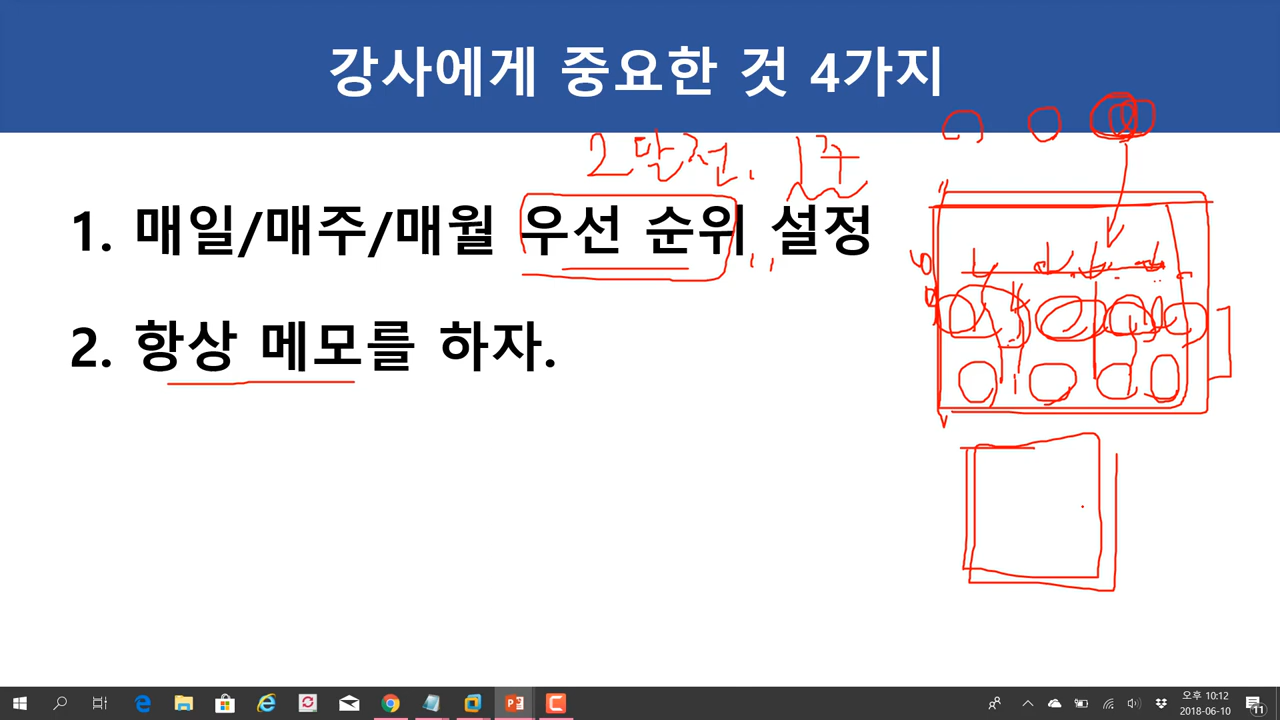 강사에게 중요한 것 4가지
2달전, 1주
1. 매일/매주/매월 우선 순위 설정
2. 항상 메모를 하자.
오후 10:12
2018-06-10
11